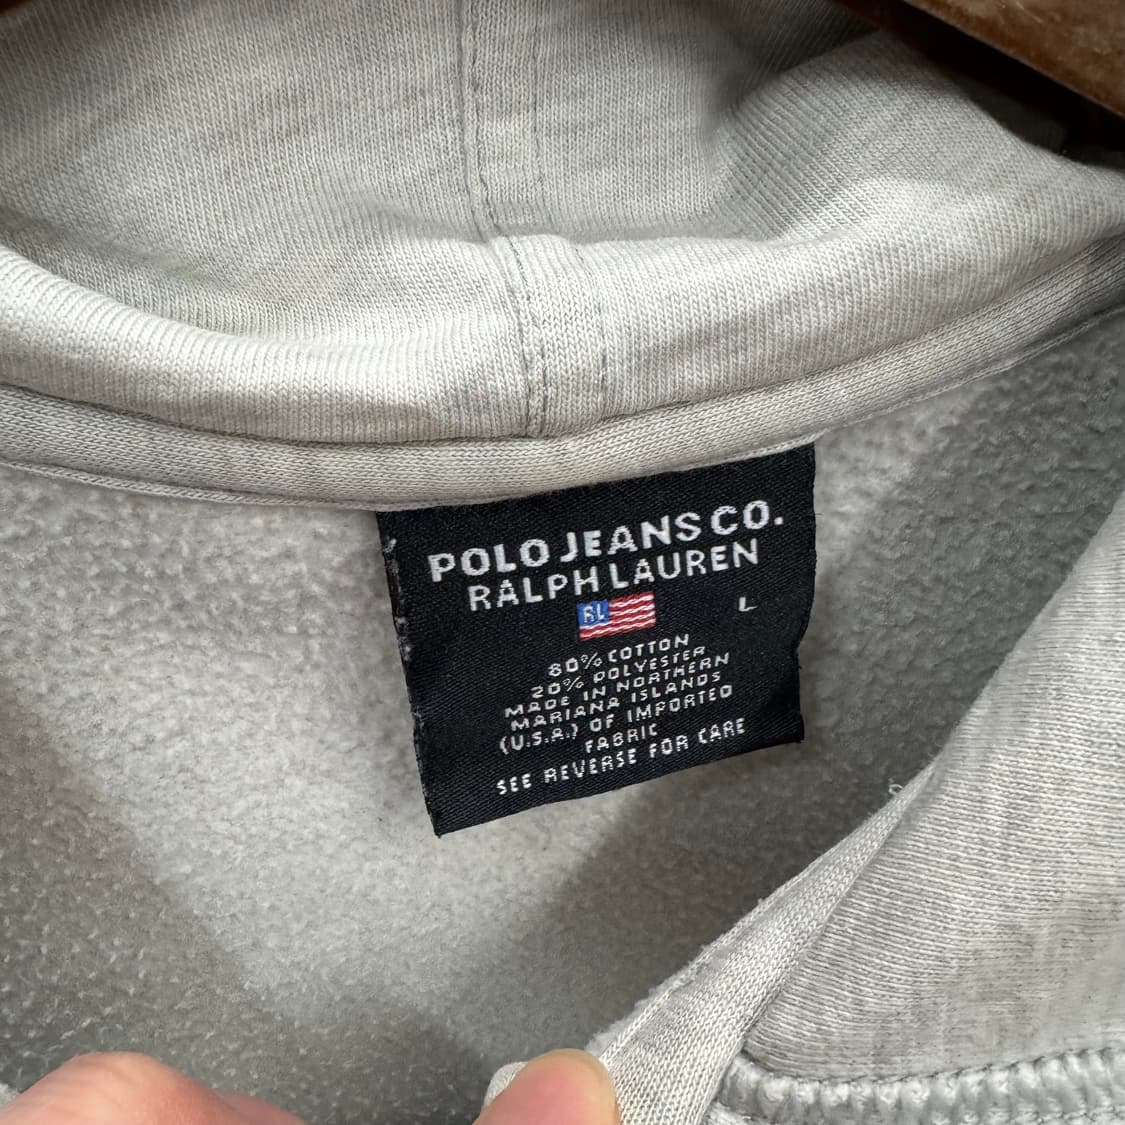 POLO JEANS CO.
RALPH LAUREN
RL
L
80% COTTON
20% POLYESTER
MADE IN NORTHERN
MARIANA ISLANDS
(U.S.A.) OF IMPORTED
FABRIC
SEE REVERSE FOR CARE